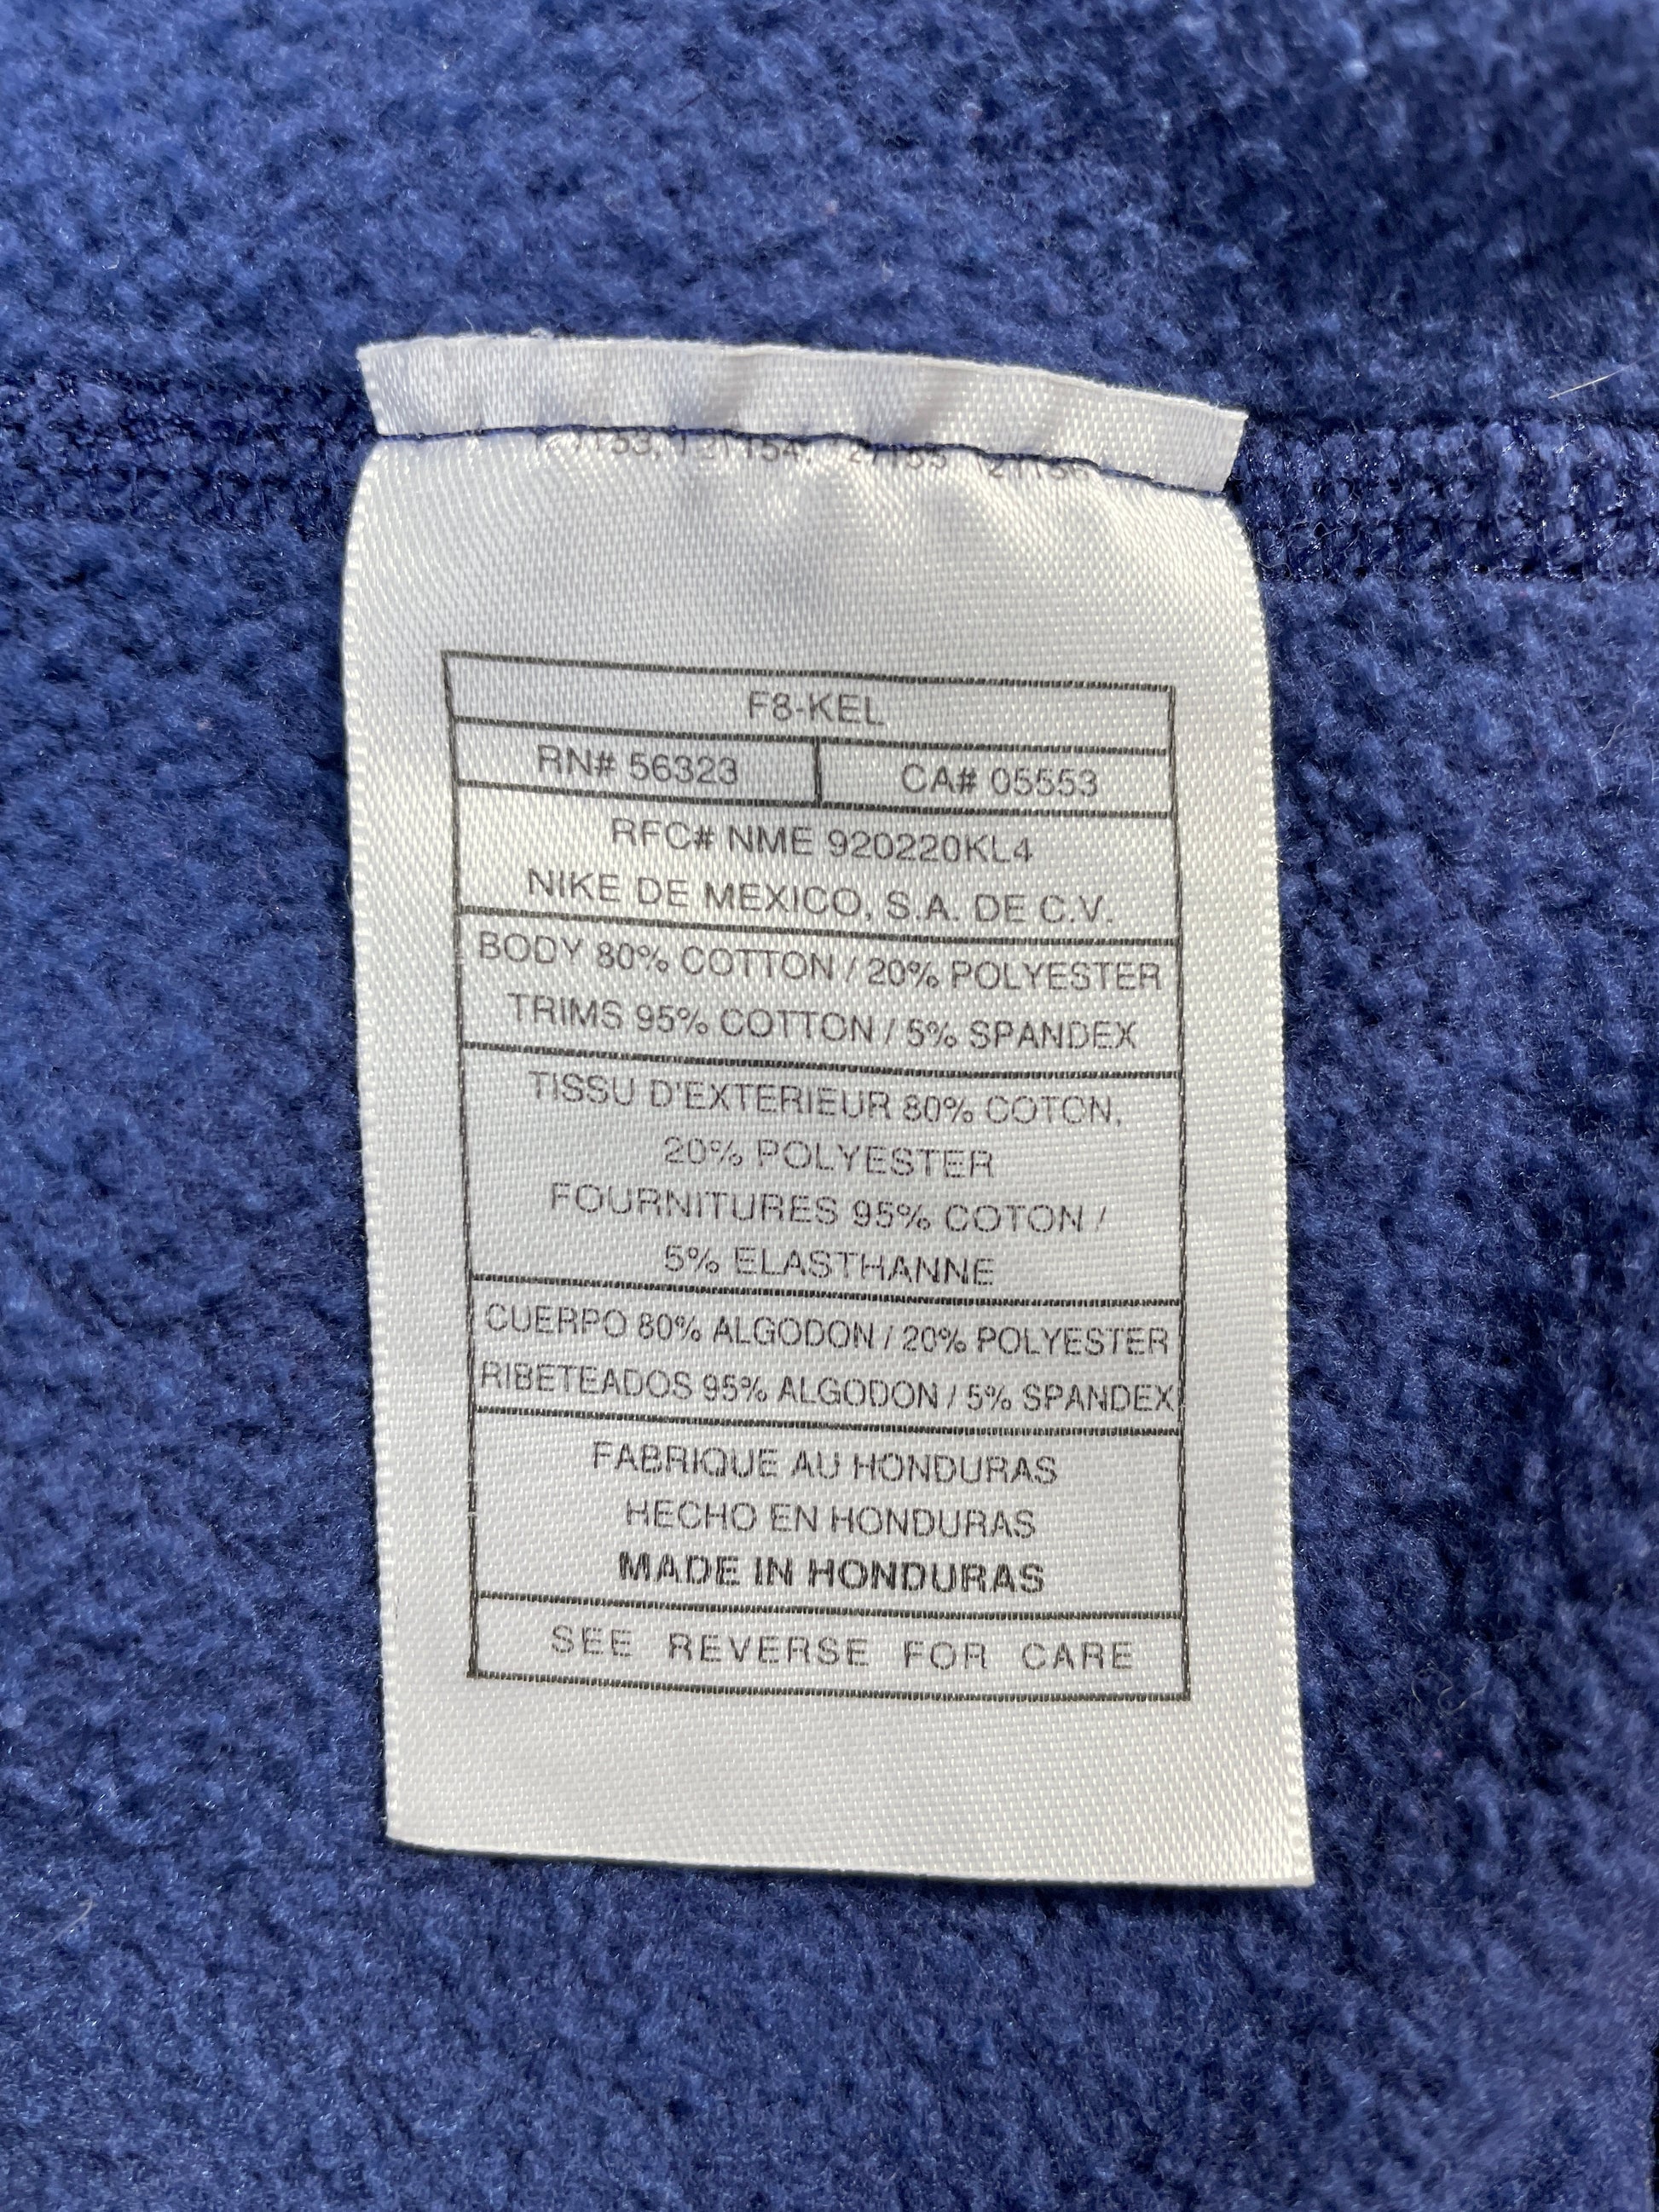 F8-KEL
RN# 56323
CA# 05553
RFC# NME 920220KL4
NIKE DE MEXICO, S.A. DE C.V.
BODY 80% COTTON / 20% POLYESTER
TRIMS 95% COTTON / 5% SPANDEX
TISSU D'EXTERIEUR 80% COTON,
20% POLYESTER
FOURNITURES 95% COTON /
5% ELASTHANNE
CUERPO 80% ALGODON / 20% POLYESTER
RIBETEADOS 95% ALGODON / 5% SPANDEX
FABRIQUE AU HONDURAS
HECHO EN HONDURAS
MADE IN HONDURAS
SEE REVERSE FOR CARE